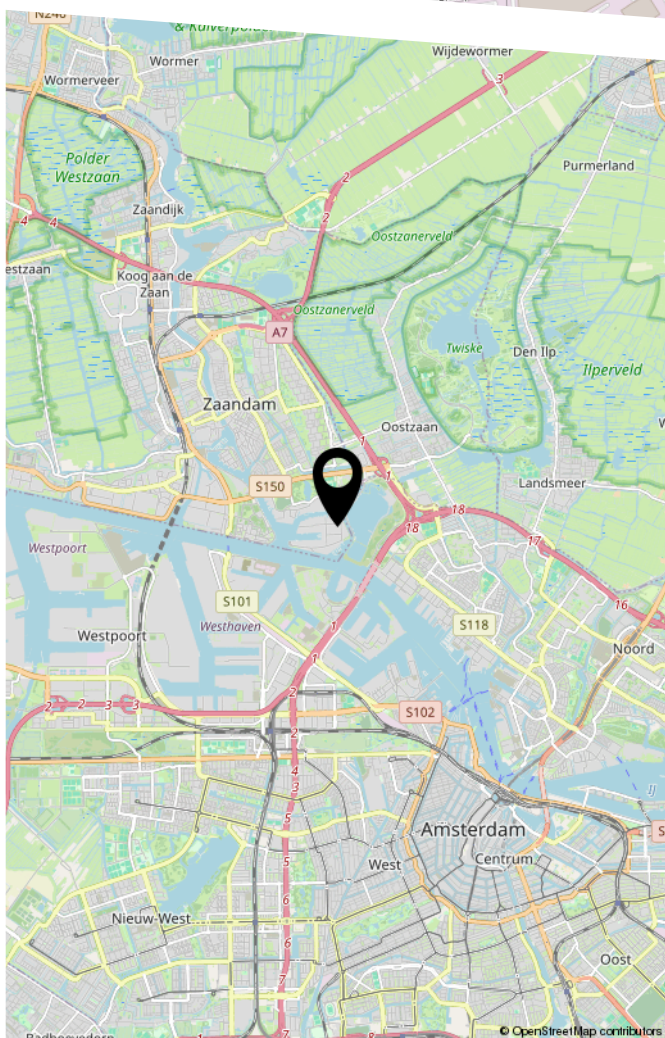 N246
& Kalverpolder
Wormer
Wijdewormer
Wormerveer
3
Polder
Westzaan
Purmerland
2
2
Zaandijk
4
4
Oostzanerveld
estzaan
Koog aan de
Zaan
Oostzanerveld
A7
Twiske
Den Ilp
Ilperveld
Zaandam
Oostzaan
1
W
1
S150
Landsmeer
18
18
17
Westpoort
S101
16
Westhaven
1
S118
Westpoort
Noord
1
2
2
2
3
3
S102
2
4
3
IJ
5
Amsterdam
S
West
Centrum
5
6
Nieuw-West
6
Oost
7
Badhoevedorp
1
7
8
© OpenStreetMap contributors